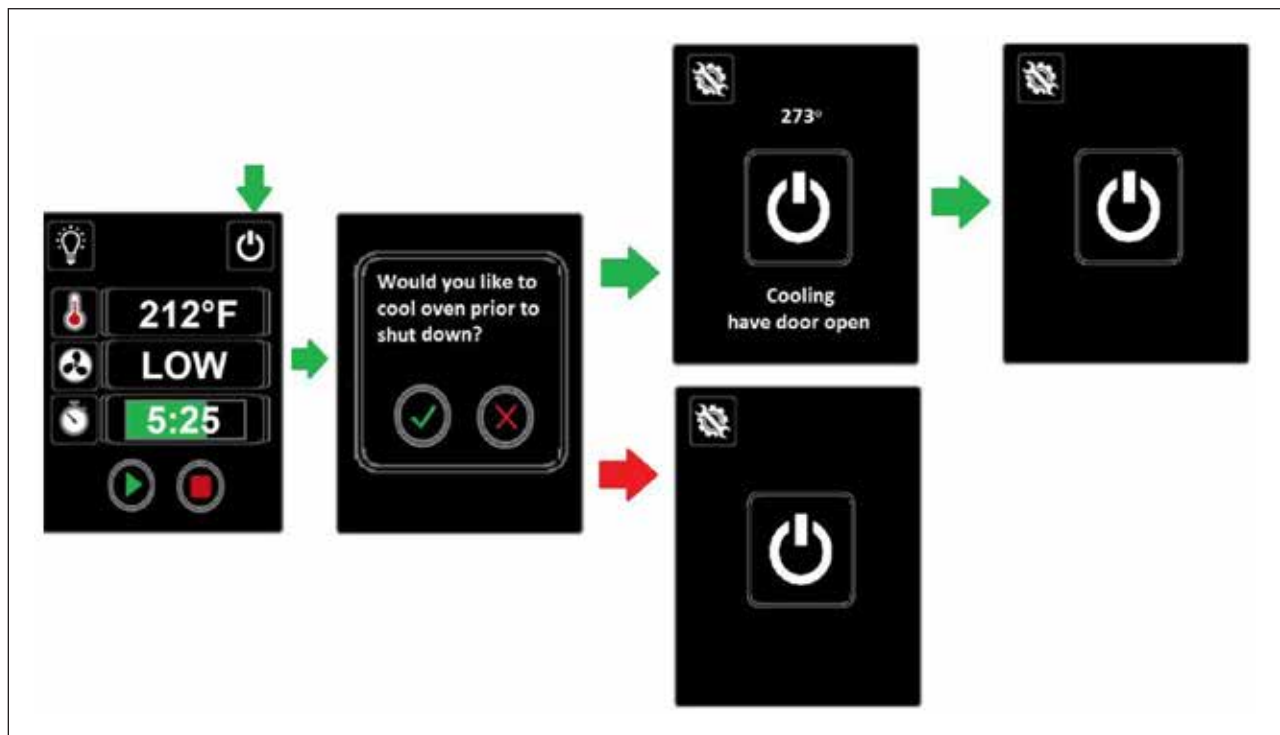 212°F
LOW
5:25
Would you like to
cool oven prior to
shut down?
273°
Cooling
have door open